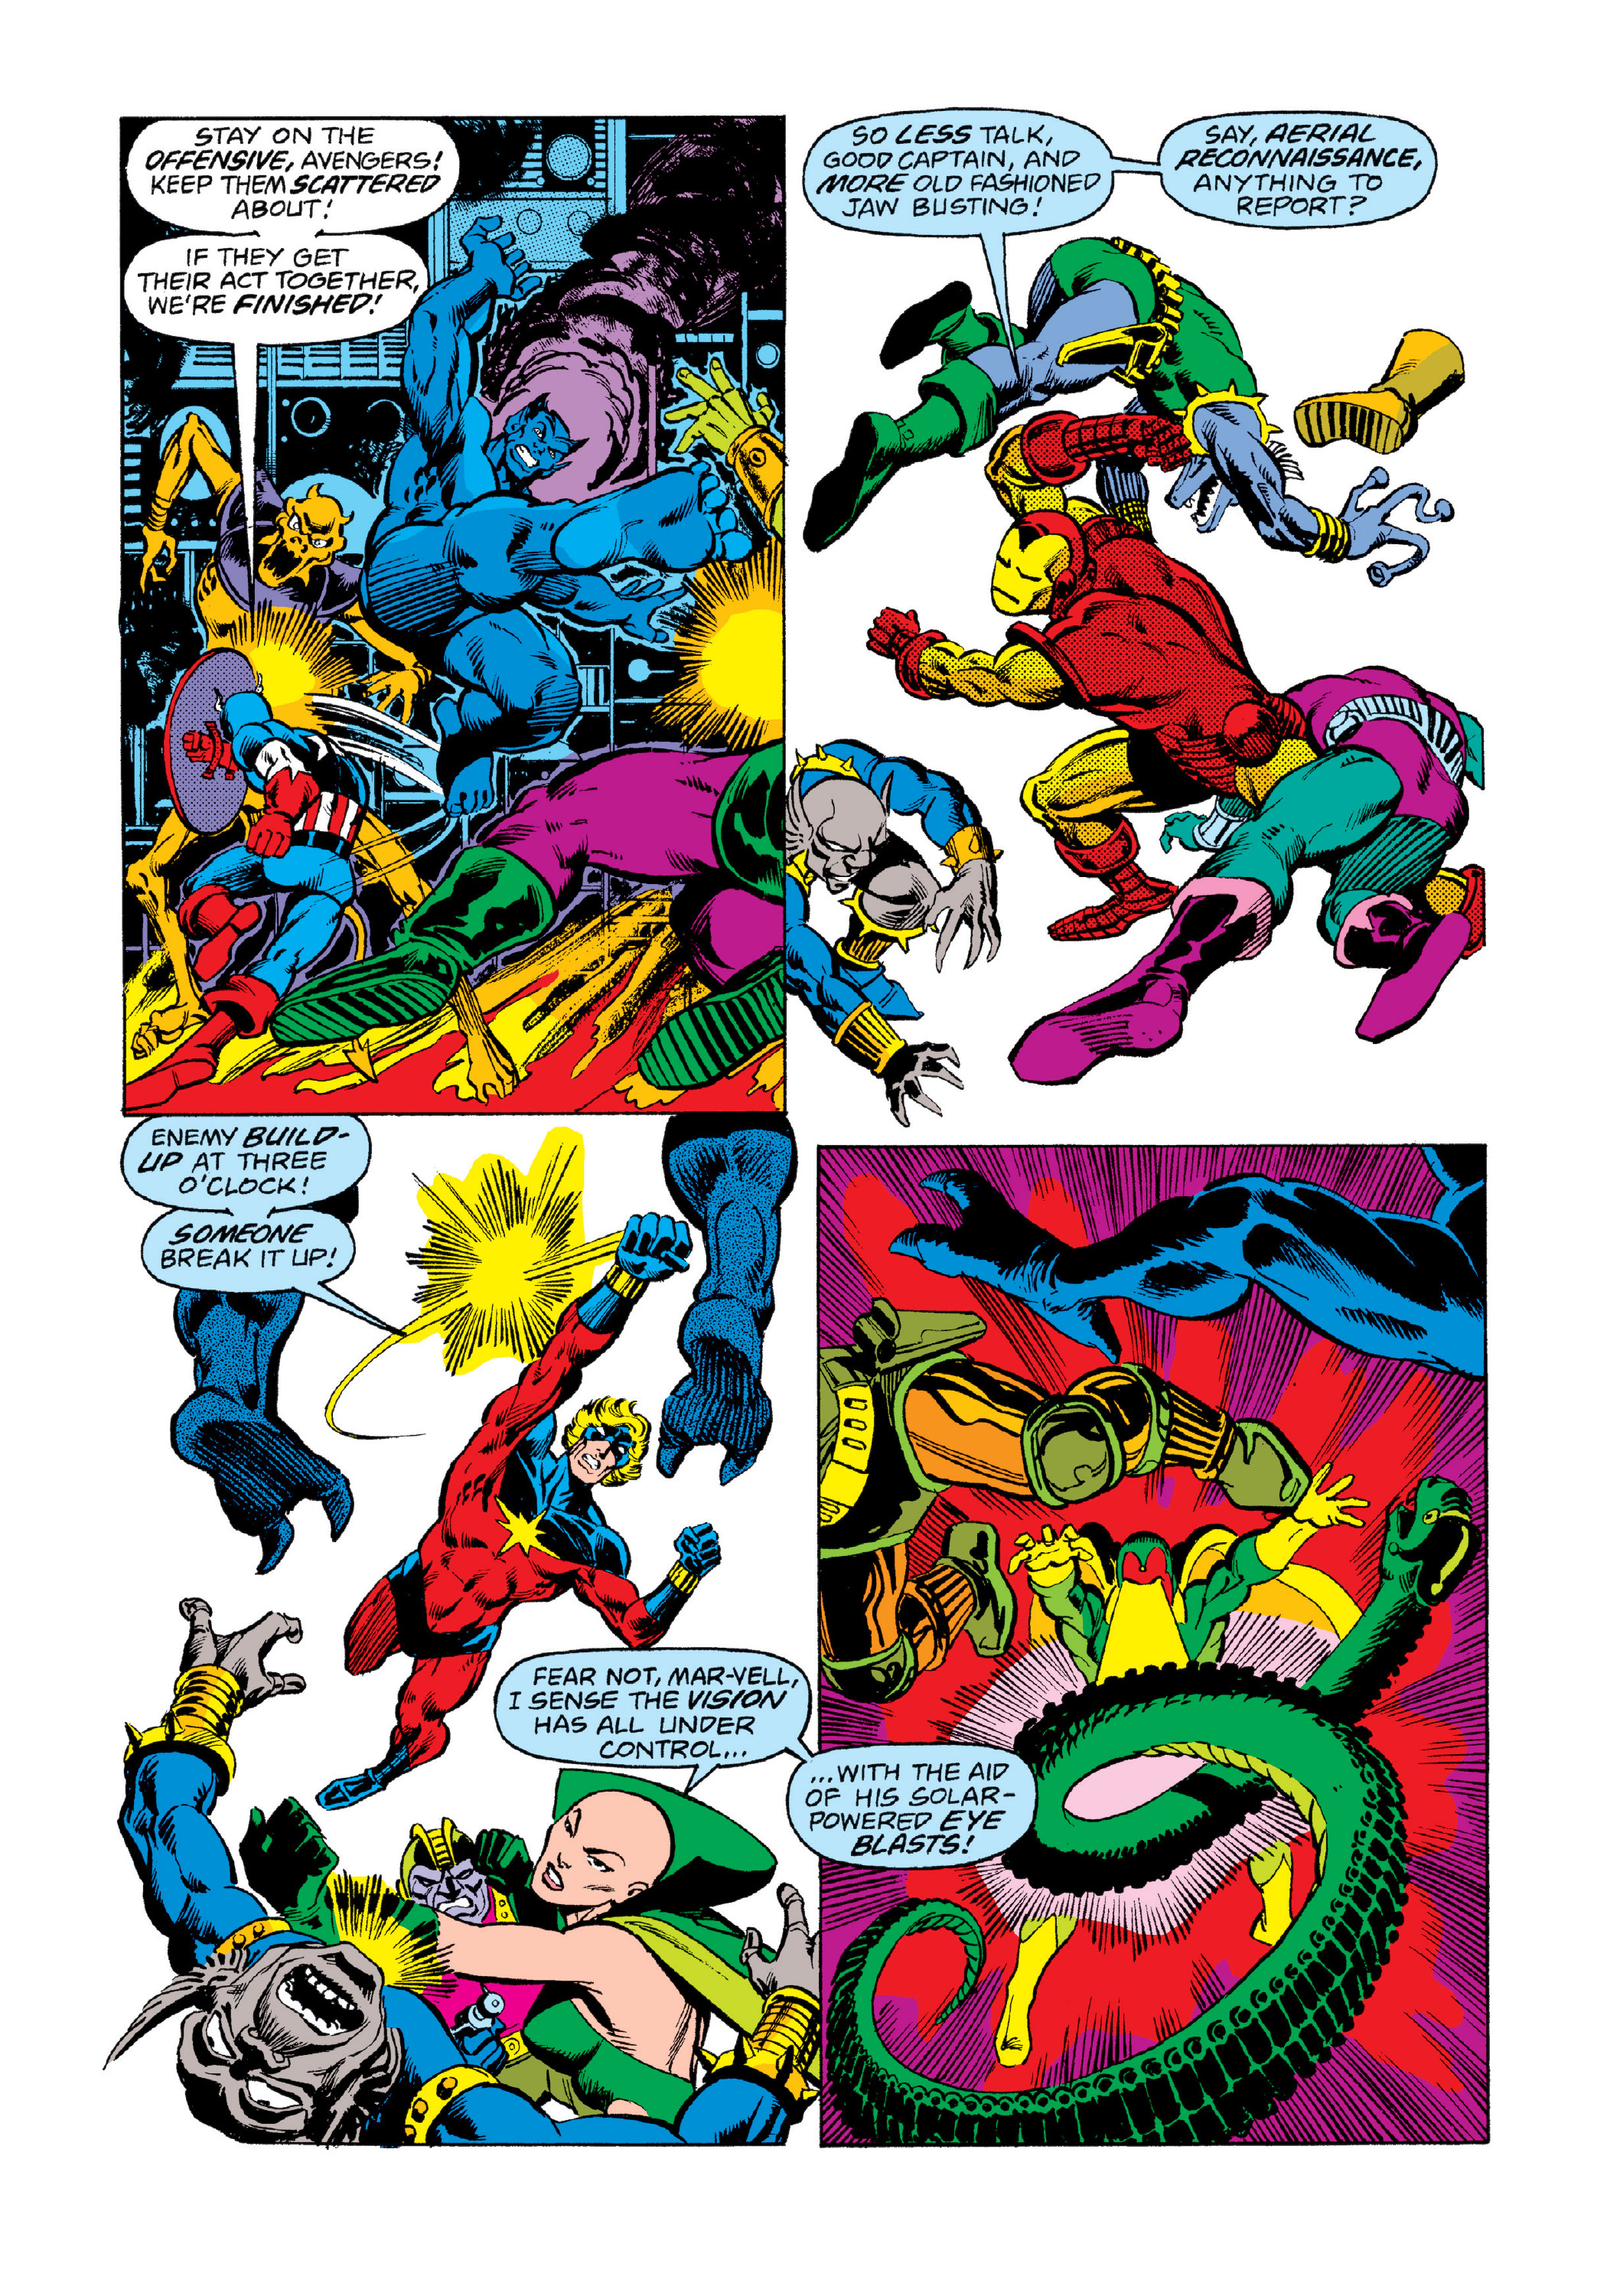 STAY ON THE
OFFENSIVE, AVENGERS!
KEEP THEM SCATTERED
ABOUT!
IF THEY GET
THEIR ACT TOGETHER,
WE'RE FINISHED!
SO LESS TALK,
GOOD CAPTAIN, AND
MORE OLD FASHIONED
JAW BUSTING!
SAY, AERIAL
RECONNAISSANCE,
ANYTHING TO
REPORT?
ENEMY BUILD-
UP AT THREE
O'CLOCK!
SOMEONE
BREAK IT UP!
FEAR NOT, MAR-VELL,
I SENSE THE VISION
HAS ALL UNDER
CONTROL...
...WITH THE AID
OF HIS SOLAR-
POWERED EYE
BLASTS!